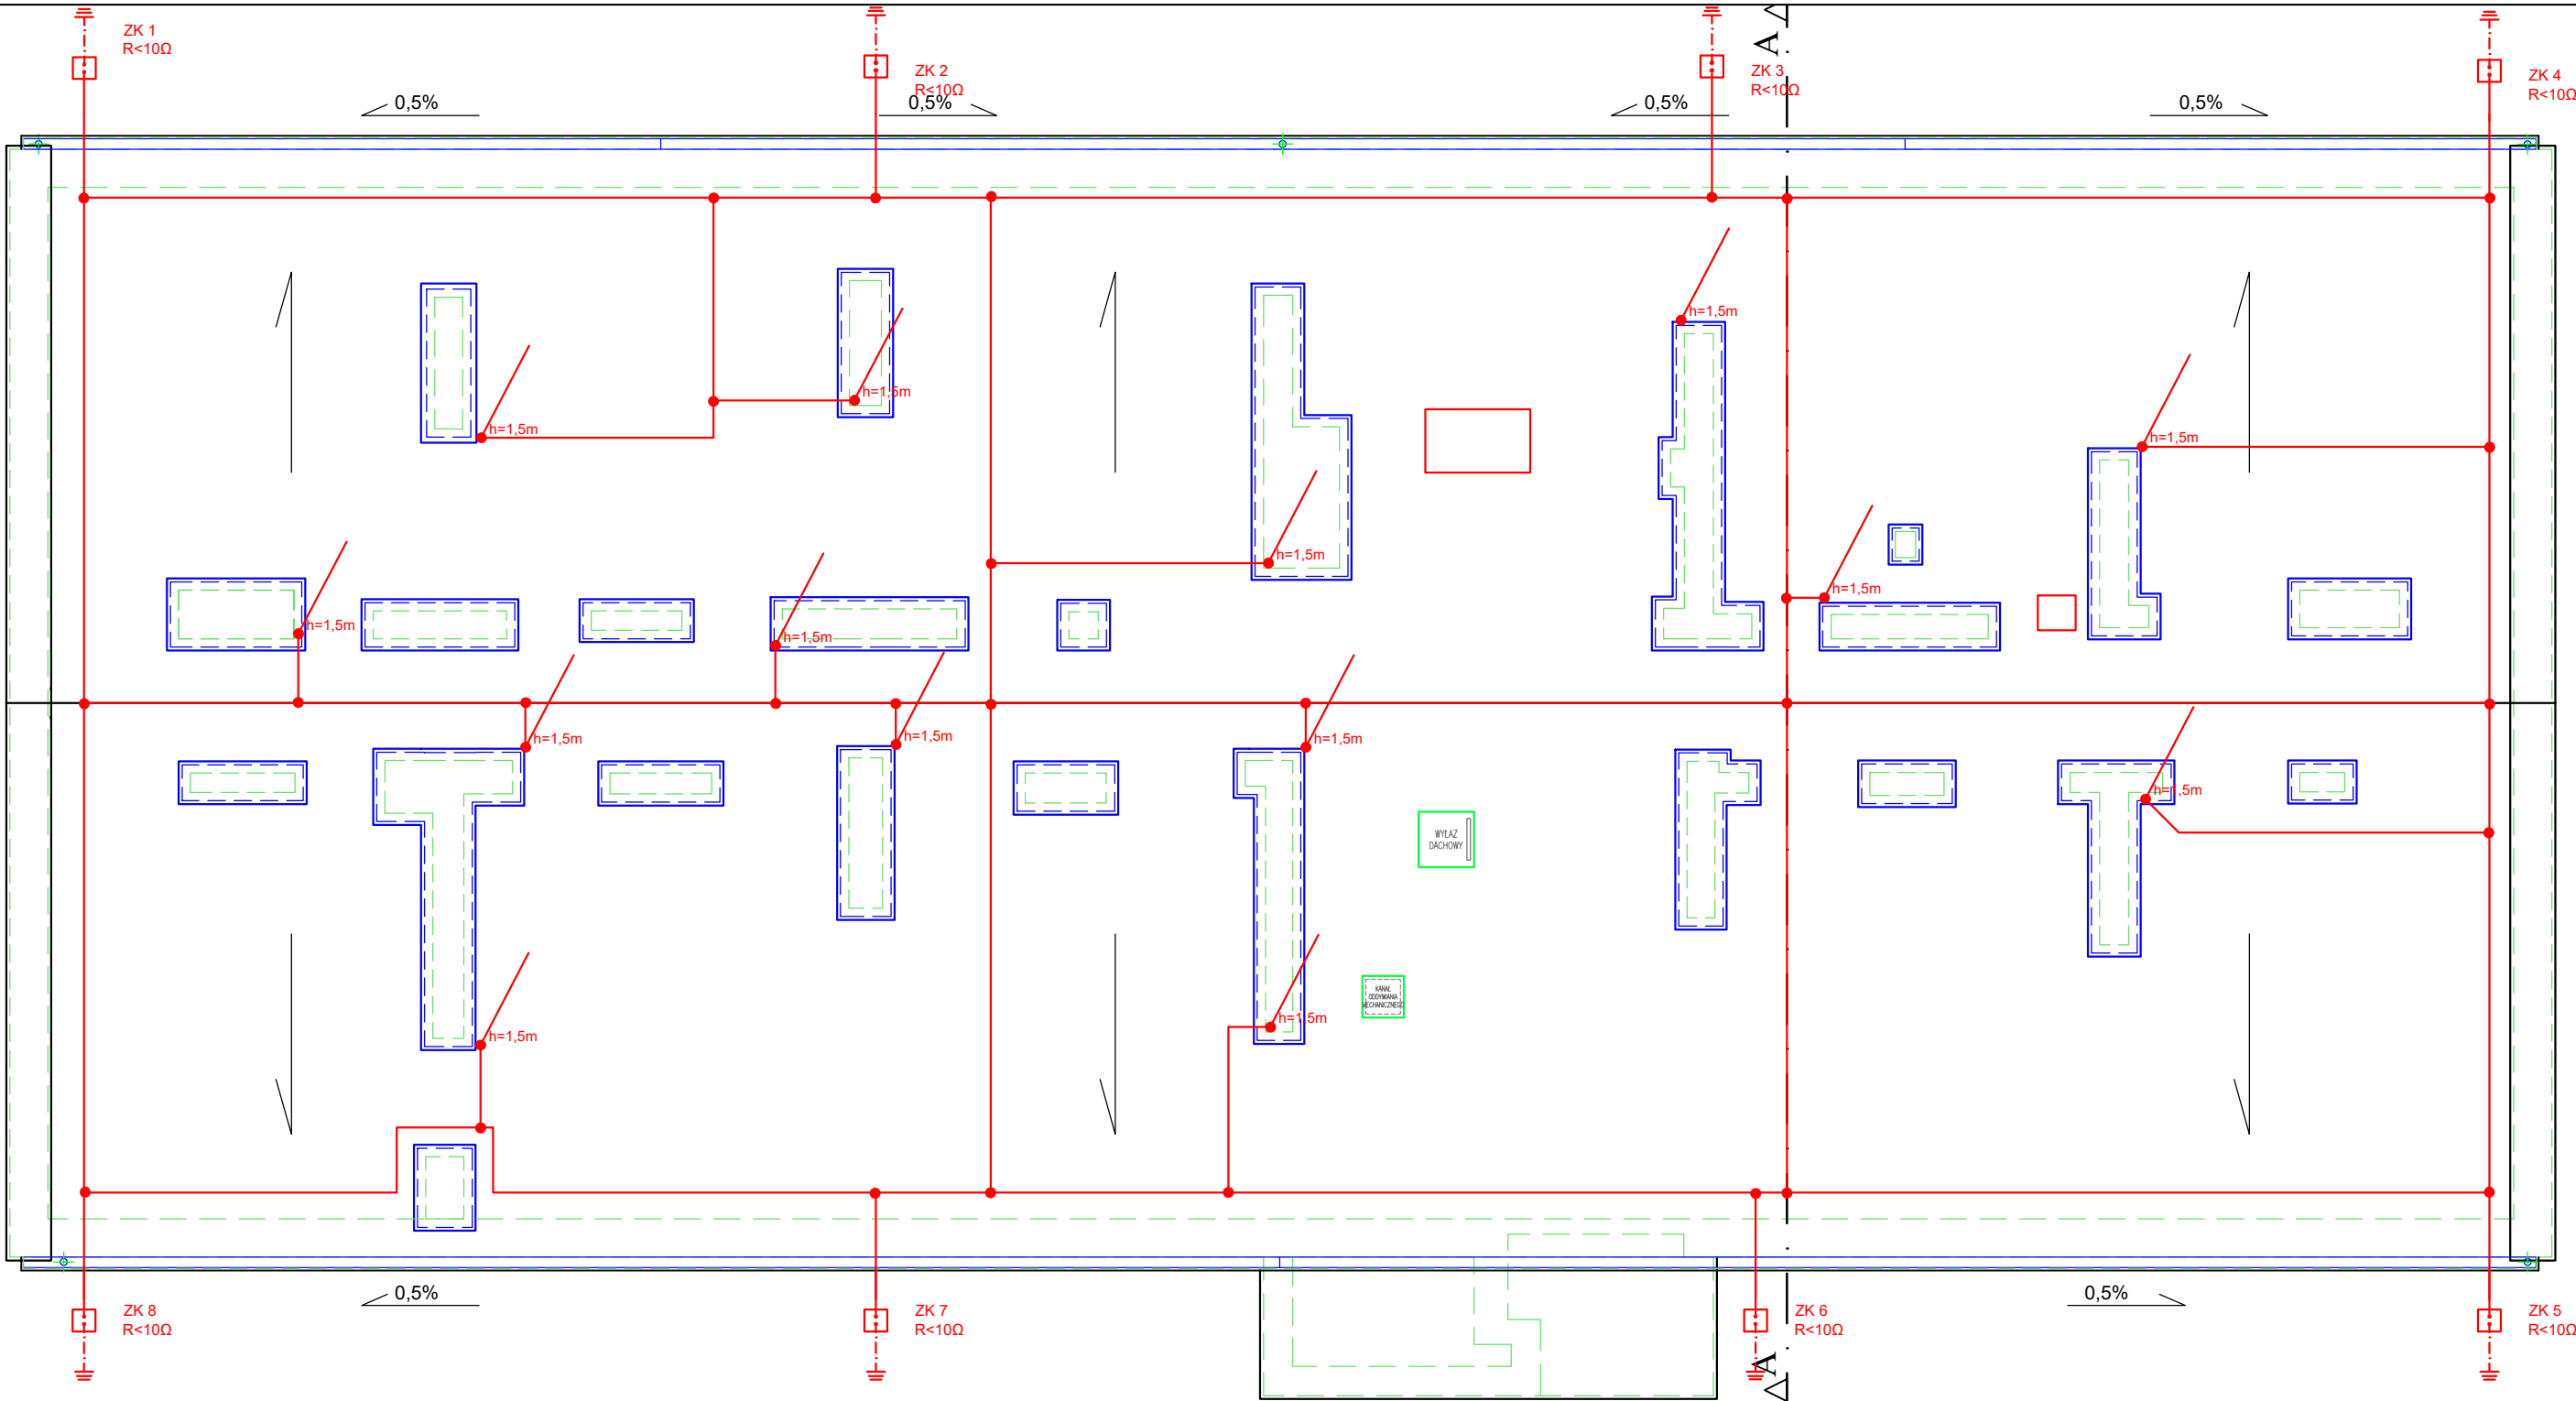 ZK 1
R<10Ω
ZK 2
R<10Ω
ZK 3
R<10Ω
A
ZK 4
R<10Ω
0,5%
0,5%
0,5%
0,5%
h=1,5m
h=1,5m
h=1,5m
h=1,5m
h=1,5m
h=1,5m
h=1,5m
h=1,5m
h=1,5m
h=1,5m
h=1,5m
h=1,5m
h=1,5m
WYŁAZ
DACHOWY
KANAŁ
ODDYMIANIA
MECHANICZNEGO
h=1,5m
h=1,5m
0,5%
0,5%
ZK 8
R<10Ω
ZK 7
R<10Ω
ZK 6
R<10Ω
ZK 5
R<10Ω
A